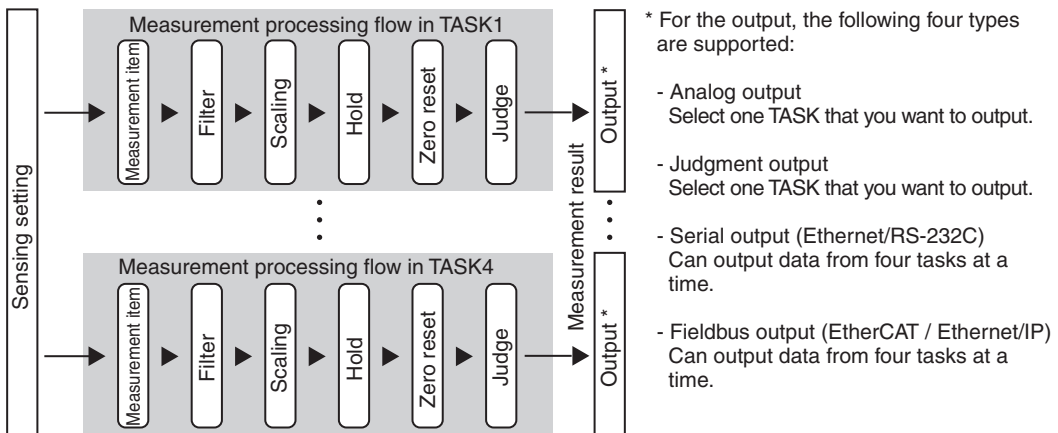 Sensing setting
Measurement processing flow in TASK1
Measurement item
Filter
Scaling
Hold
Zero reset
Judge
Measurement result
Output *
Measurement processing flow in TASK4
Measurement item
Filter
Scaling
Hold
Zero reset
Judge
Output *
* For the output, the following four types
are supported:
- Analog output
Select one TASK that you want to output.
- Judgment output
Select one TASK that you want to output.
- Serial output (Ethernet/RS-232C)
Can output data from four tasks at a
time.
- Fieldbus output (EtherCAT / Ethernet/IP)
Can output data from four tasks at a
time.